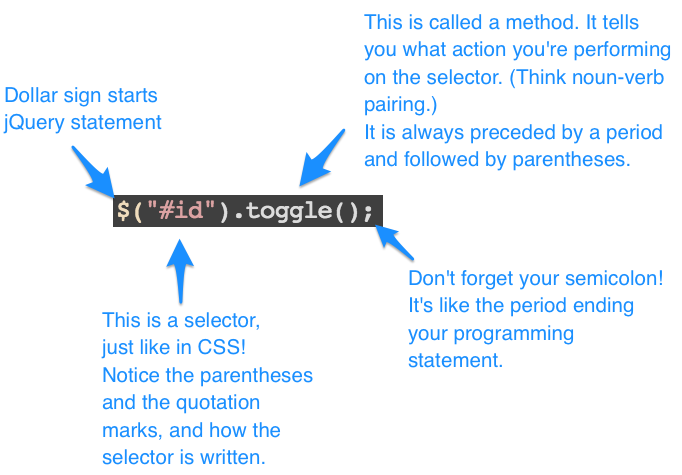 This is called a method. It tells
you what action you're performing
on the selector. (Think noun-verb
pairing.)
It is always preceded by a period
and followed by parentheses.
Dollar sign starts
jQuery statement
$("#id").toggle();
This is a selector,
just like in CSS!
Notice the parentheses
and the quotation
marks, and how the
selector is written.
Don't forget your semicolon!
It's like the period ending
your programming
statement.